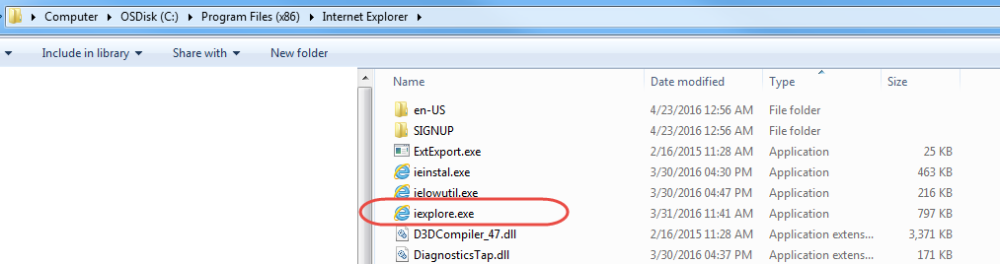 Computer ▸ OSDisk (C:) ▸ Program Files (x86) ▸ Internet Explorer ▸
Include in library Share with New folder
Name Date modified Type Size
en-US 4/23/2016 12:56 AM File folder
SIGNUP 4/23/2016 12:56 AM File folder
ExtExport.exe 2/16/2015 11:28 AM Application 25 KB
ieinstal.exe 3/30/2016 04:30 PM Application 463 KB
ielowutil.exe 3/30/2016 04:47 PM Application 216 KB
iexplore.exe 3/31/2016 11:41 AM Application 797 KB
D3DCompiler_47.dll 2/16/2015 11:28 AM Application extens... 3,371 KB
DiagnosticsTap.dll 3/30/2016 04:37 PM Application extens... 171 KB